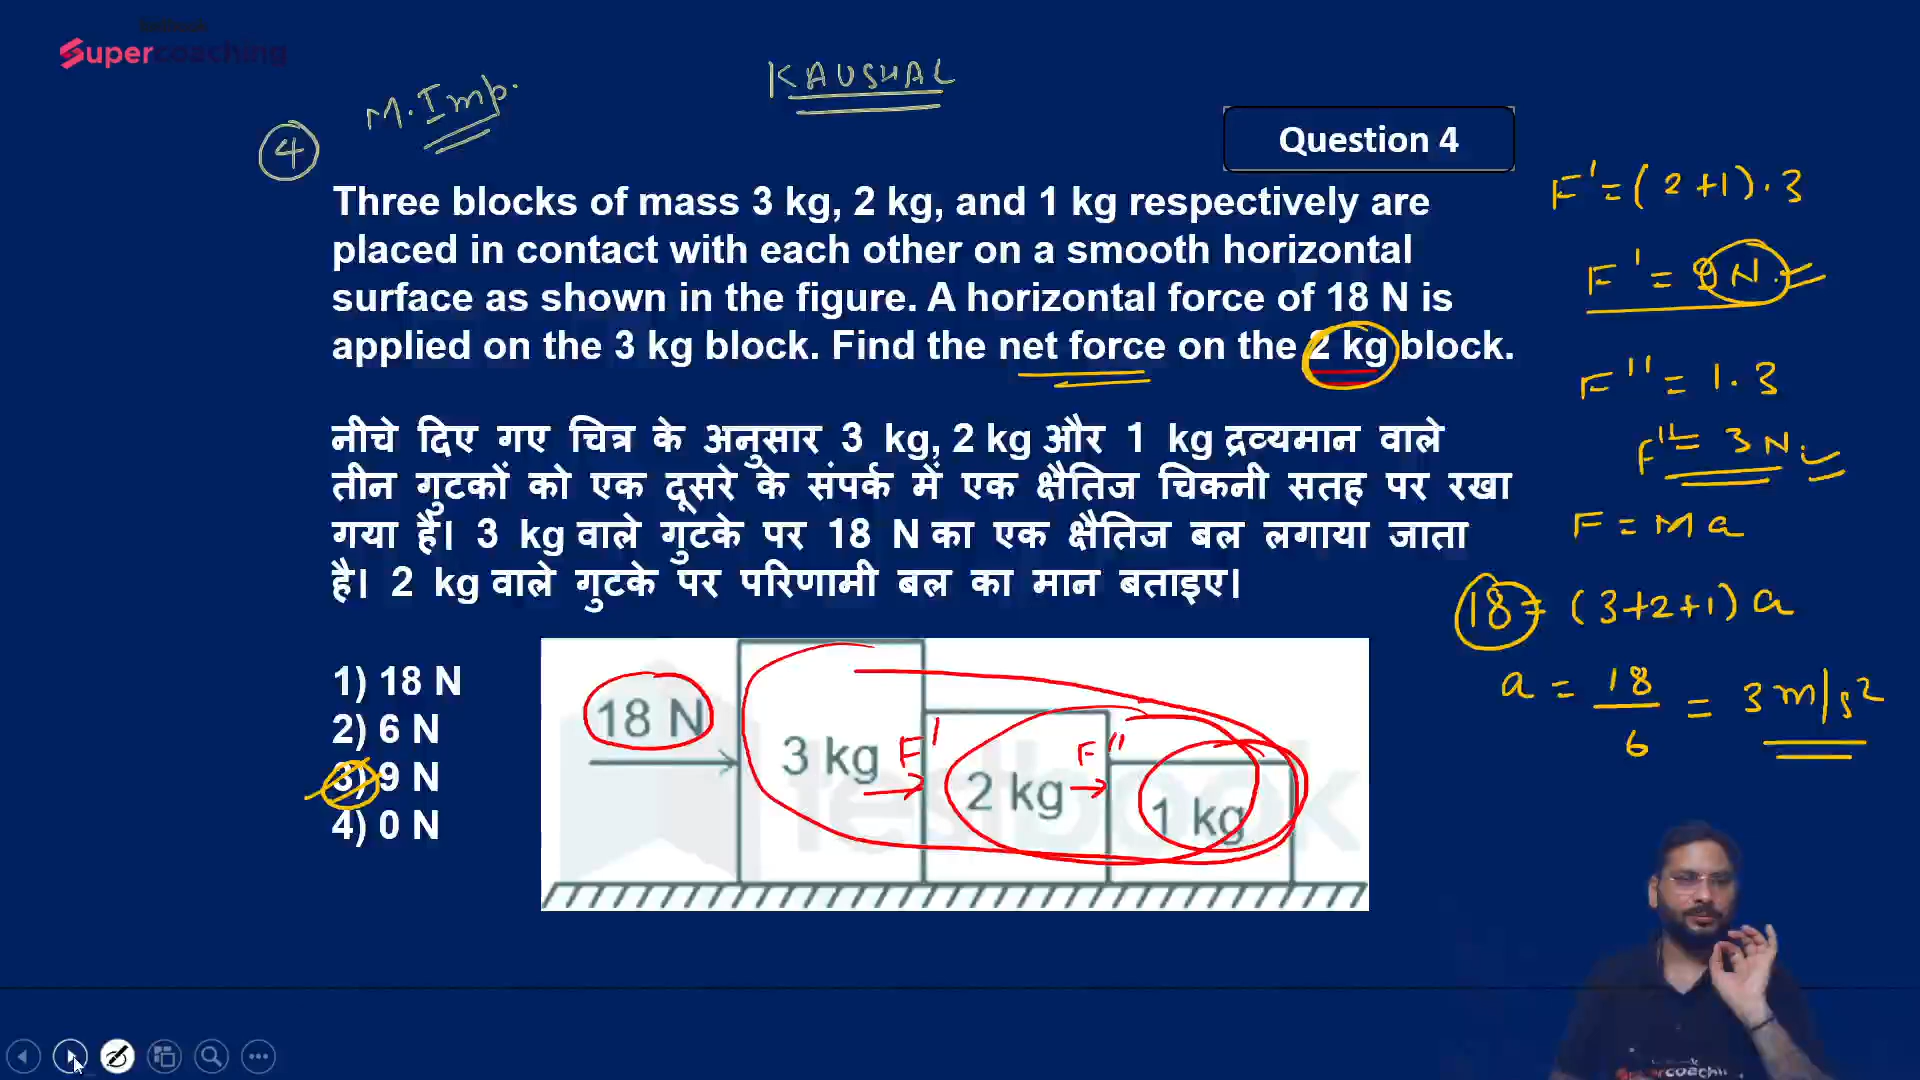 Supercoaching
KAUSHAL
M. Imp.
4
Question 4
Three blocks of mass 3 kg, 2 kg, and 1 kg respectively are
placed in contact with each other on a smooth horizontal
surface as shown in the figure. A horizontal force of 18 N is
applied on the 3 kg block. Find the net force on the 2 kg block.
नीचे दिए गए चित्र के अनुसार 3 kg, 2 kg और 1 kg द्रव्यमान वाले
तीन गुटकों को एक दूसरे के संपर्क में एक क्षैतिज चिकनी सतह पर रखा
गया है। 3 kg वाले गुटके पर 18 N का एक क्षैतिज बल लगाया जाता
है। 2 kg वाले गुटके पर परिणामी बल का मान बताइए।
1) 18 N
2) 6 N
3) 9 N
4) 0 N
18 N
3 kg
F'
2 kg
F''
1 kg
testbook
F' = (2+1).3
F' = 9 N.
F'' = 1.3
F'' = 3 N.
F = Ma
18 = (3+2+1) a
a = 18/6 = 3 m/s²